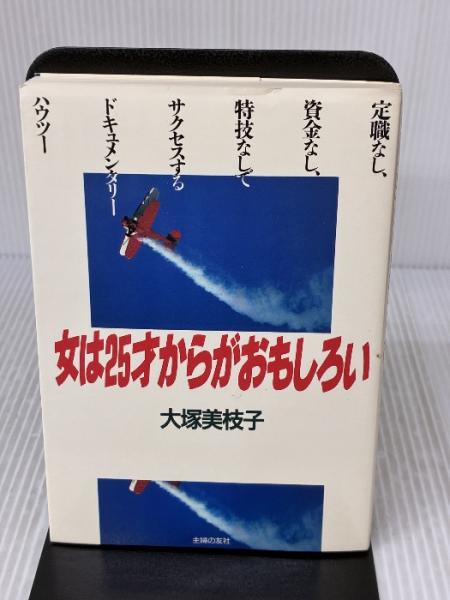 定職なし、
資金なし、
特技なしで
サクセスする
ドキュメンタリー
ハウツー
女は25才からがおもしろい
大塚美枝子
主婦の友社